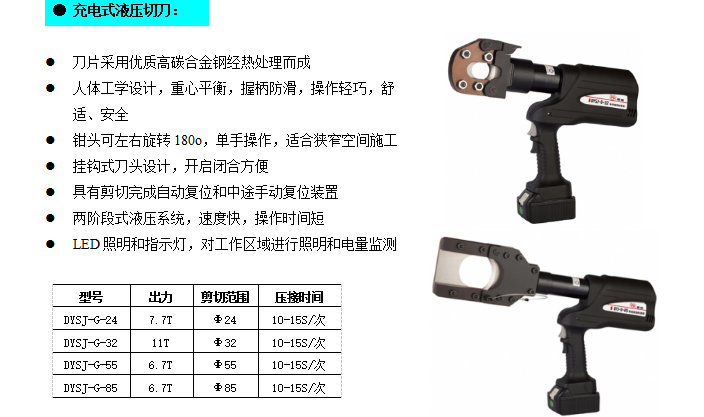 ● 充电式液压切刀：
● 刀片采用优质高碳合金钢经热处理而成
● 人体工学设计，重心平衡，握柄防滑，操作轻巧，舒
适、安全
● 钳头可左右旋转 180o，单手操作，适合狭窄空间施工
● 挂钩式刀头设计，开启闭合方便
● 具有剪切完成自动复位和中途手动复位装置
● 两阶段式液压系统，速度快，操作时间短
● LED 照明和指示灯，对工作区域进行照明和电量监测
型号 出力 剪切范围 压接时间
DYSJ-G-24 7.7T Φ24 10-15S/次
DYSJ-G-32 11T Φ32 10-15S/次
DYSJ-G-55 6.7T Φ55 10-15S/次
DYSJ-G-85 6.7T Φ85 10-15S/次